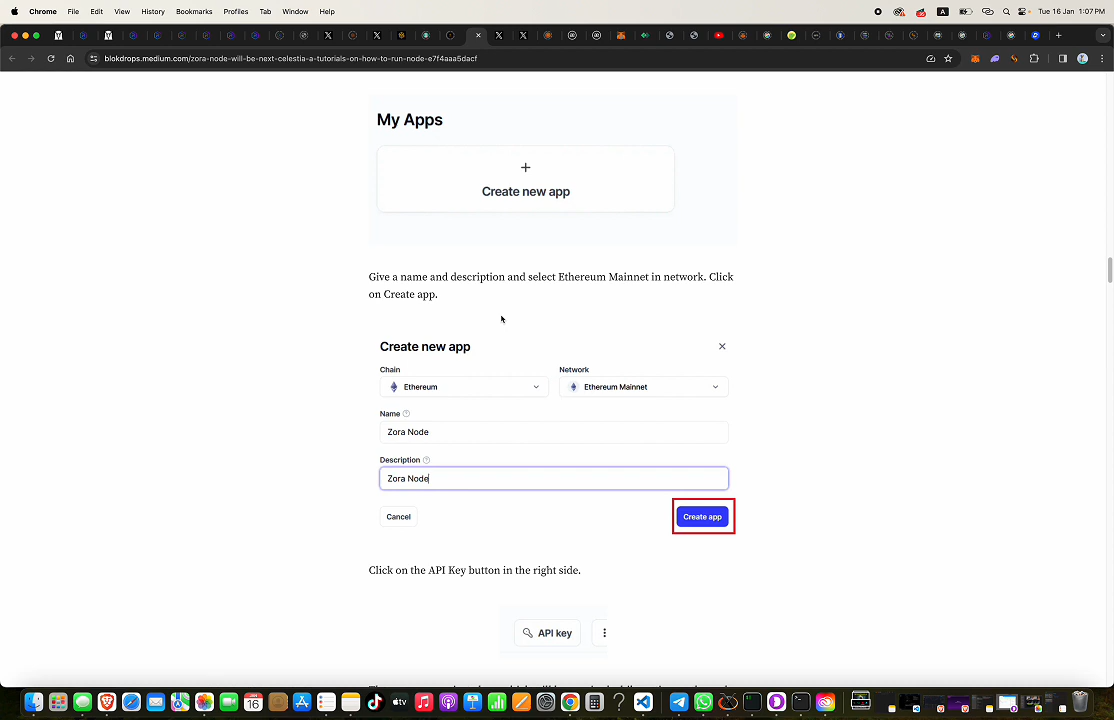 Chrome File Edit View History Bookmarks Profiles Tab Window Help
Tue 16 Jan 1:07 PM
blokdrops.medium.com/zora-node-will-be-next-celestia-a-tutorials-on-how-to-run-node-e7f4aaa5dacf
My Apps
+
Create new app
Give a name and description and select Ethereum Mainnet in network. Click
on Create app.
Create new app
Chain Network
Ethereum Ethereum Mainnet
Name
Zora Node
Description
Zora Node
Cancel Create app
Click on the API Key button in the right side.
API key